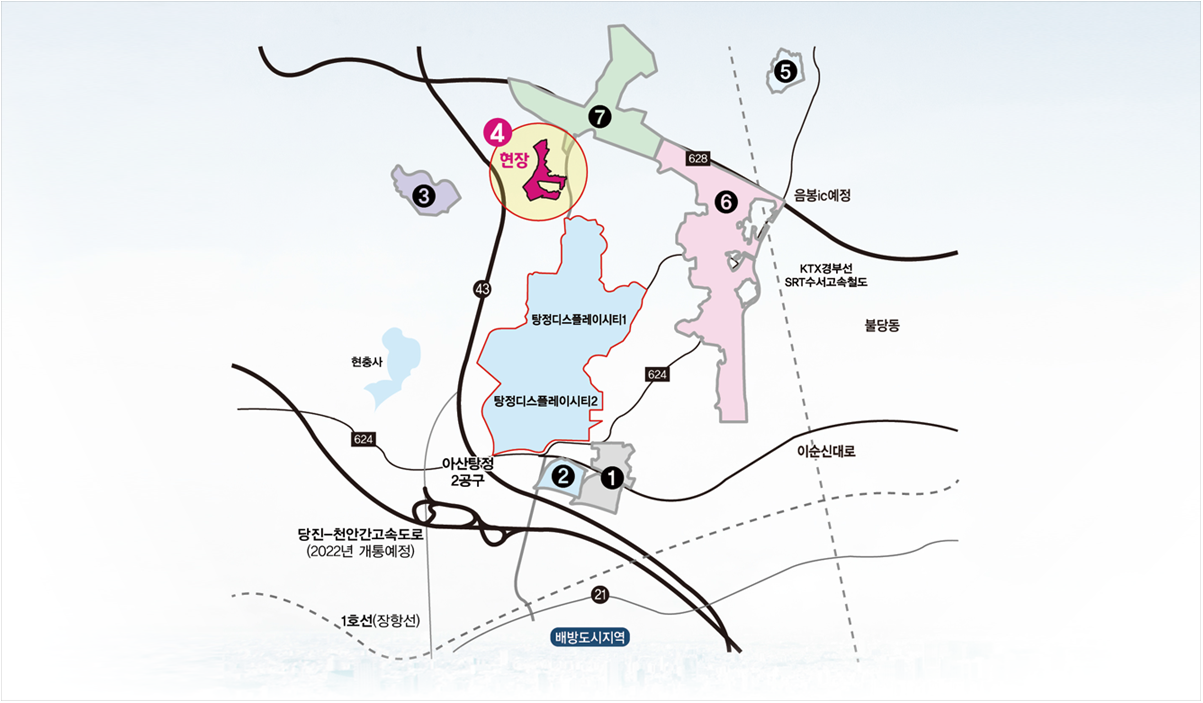 5
7
4
현장
628
3
6
음봉ic예정
KTX경부선
SRT수서고속철도
43
탕정디스플레이시티1
불당동
현충사
624
탕정디스플레이시티2
624
이순신대로
아산탕정
2공구
2
1
당진-천안간고속도로
(2022년 개통예정)
21
1호선(장항선)
배방도시지역